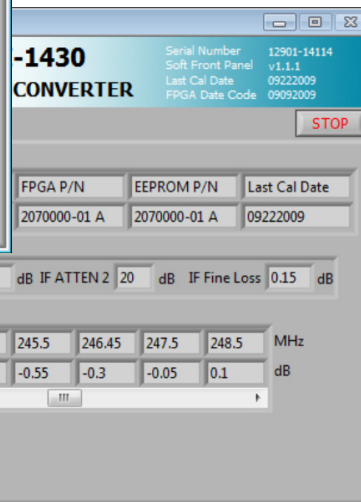 -1430
CONVERTER
Serial Number 12901-14114
Soft Front Panel v1.1.1
Last Cal Date 09222009
FPGA Date Code 09092009
STOP
FPGA P/N EEPROM P/N Last Cal Date
2070000-01 A 2070000-01 A 09222009
dB IF ATTEN 2 20 dB IF Fine Loss 0.15 dB
245.5 246.45 247.5 248.5 MHz
-0.55 -0.3 -0.05 0.1 dB